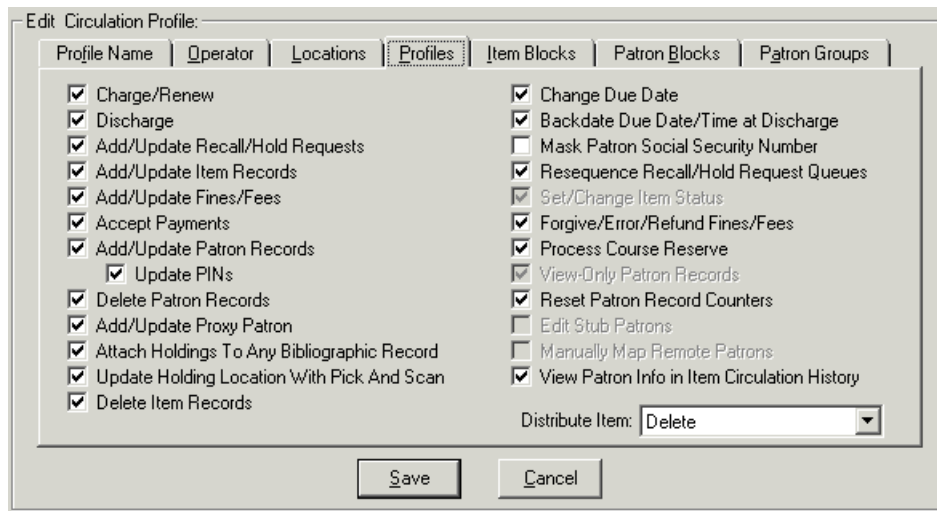 Edit Circulation Profile:
Profile Name Operator Locations Profiles Item Blocks Patron Blocks Patron Groups
Charge/Renew
Discharge
Add/Update Recall/Hold Requests
Add/Update Item Records
Add/Update Fines/Fees
Accept Payments
Add/Update Patron Records
Update PINs
Delete Patron Records
Add/Update Proxy Patron
Attach Holdings To Any Bibliographic Record
Update Holding Location With Pick And Scan
Delete Item Records
Change Due Date
Backdate Due Date/Time at Discharge
Mask Patron Social Security Number
Resequence Recall/Hold Request Queues
Set/Change Item Status
Forgive/Error/Refund Fines/Fees
Process Course Reserve
View-Only Patron Records
Reset Patron Record Counters
Edit Stub Patrons
Manually Map Remote Patrons
View Patron Info in Item Circulation History
Distribute Item: Delete
Save Cancel